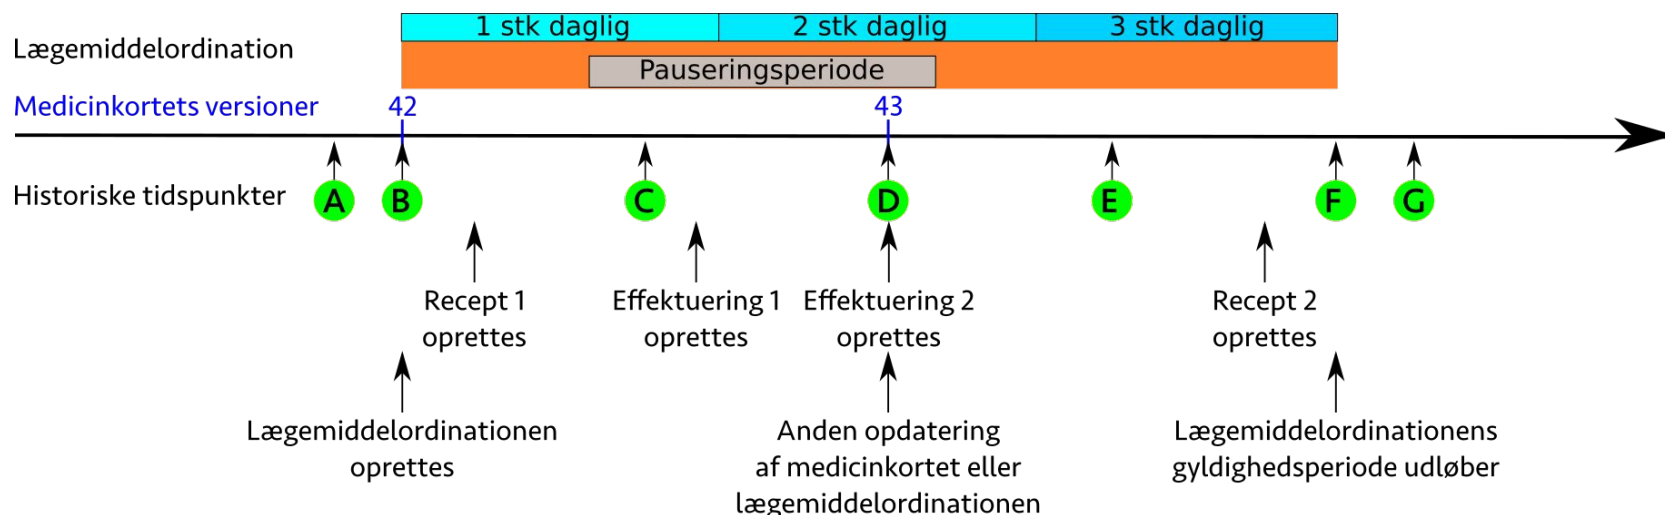 1 stk daglig 2 stk daglig 3 stk daglig
Lægemiddelordination
Pauseringsperiode
Medicinkortets versioner 42 43
Historiske tidspunkter A B C D E F G
Recept 1 Effektuering 1 Effektuering 2 Recept 2
oprettes oprettes oprettes oprettes
Lægemiddelordinationen Anden opdatering Lægemiddelordinationens
oprettes af medicinkortet eller gyldighedsperiode udløber
lægemiddelordinationen